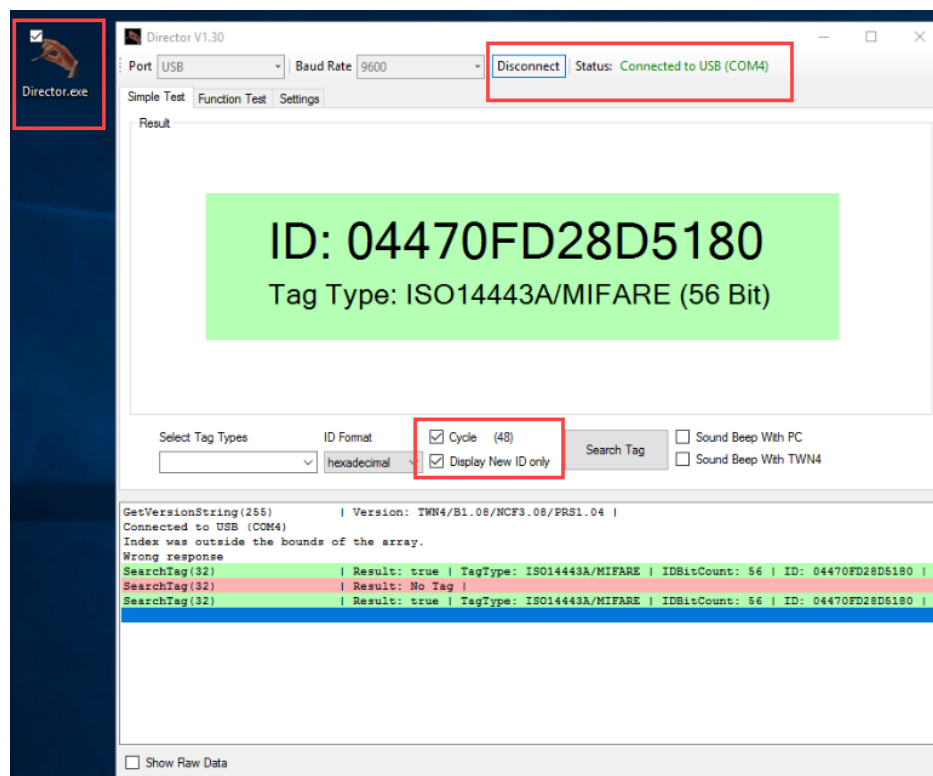 Director.exe
Director V1.30
Port USB Baud Rate 9600 Disconnect Status: Connected to USB (COM4)
Simple Test Function Test Settings
Result
ID: 04470FD28D5180
Tag Type: ISO14443A/MIFARE (56 Bit)
Select Tag Types ID Format Cycle (48) Search Tag Sound Beep With PC
hexadecimal Display New ID only Sound Beep With TWN4
GetVersionString(255) | Version: TWN4/B1.08/NCF3.08/PRS1.04 |
Connected to USB (COM4)
Index was outside the bounds of the array.
Wrong response
SearchTag(32) | Result: true | TagType: ISO14443A/MIFARE | IDBitCount: 56 | ID: 04470FD28D5180 |
SearchTag(32) | Result: No Tag |
SearchTag(32) | Result: true | TagType: ISO14443A/MIFARE | IDBitCount: 56 | ID: 04470FD28D5180 |
Show Raw Data